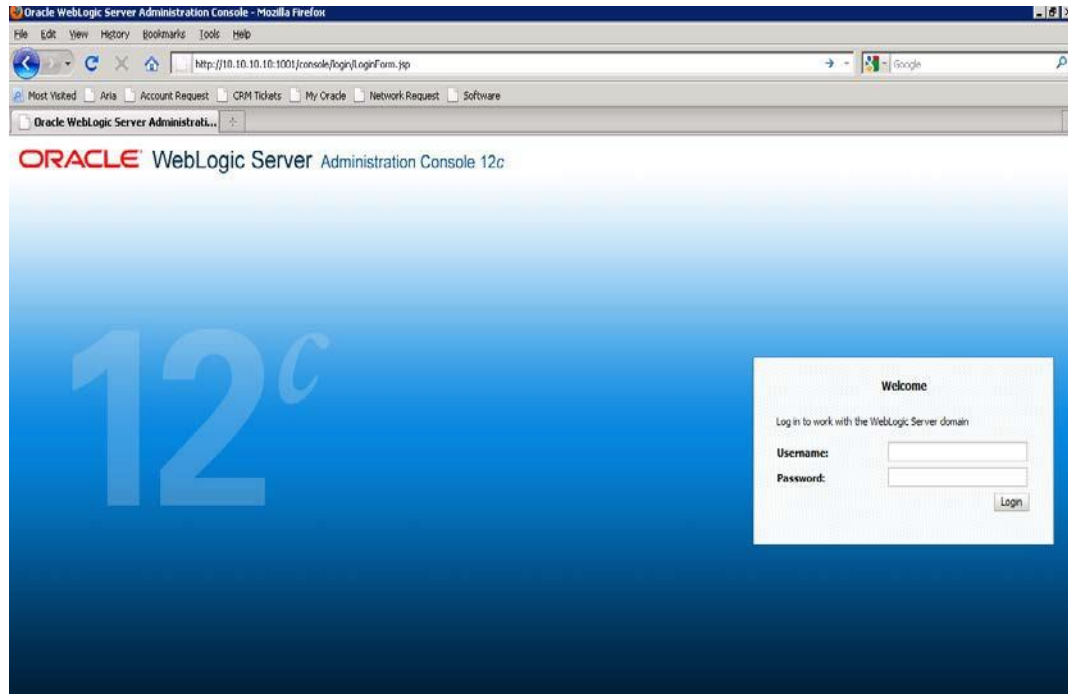 Oracle WebLogic Server Administration Console - Mozilla Firefox
File Edit View History Bookmarks Tools Help
http://10.10.10.10:1001/console/login/LoginForm.jsp
Google
Most Visited Aria Account Request CRM Tickets My Oracle Network Request Software
Oracle WebLogic Server Administrati...
ORACLE WebLogic Server Administration Console 12c
12c
Welcome
Log in to work with the WebLogic Server domain
Username:
Password:
Login